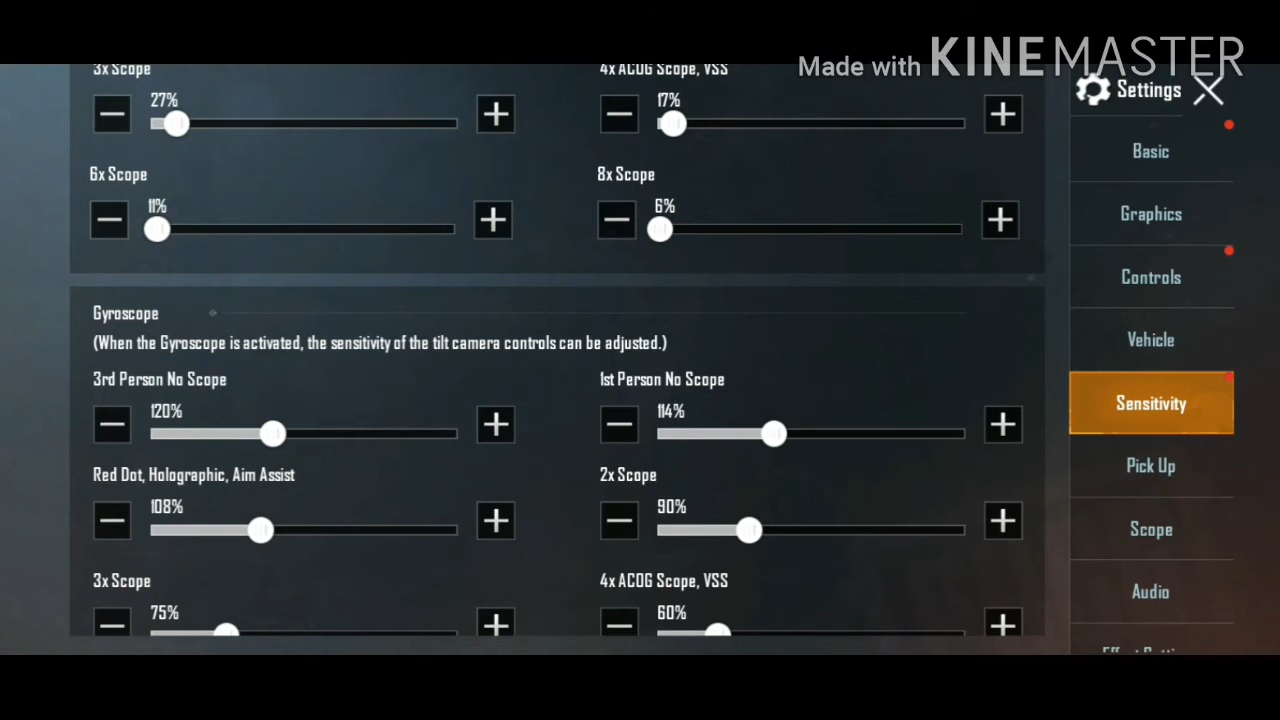 Made with KINEMASTER
3x Scope
4x ACOG Scope, VSS
27%
17%
6x Scope
8x Scope
11%
6%
Gyroscope
(When the Gyroscope is activated, the sensitivity of the tilt camera controls can be adjusted.)
3rd Person No Scope
1st Person No Scope
120%
114%
Red Dot, Holographic, Aim Assist
2x Scope
108%
90%
3x Scope
4x ACOG Scope, VSS
75%
60%
Settings
Basic
Graphics
Controls
Vehicle
Sensitivity
Pick Up
Scope
Audio